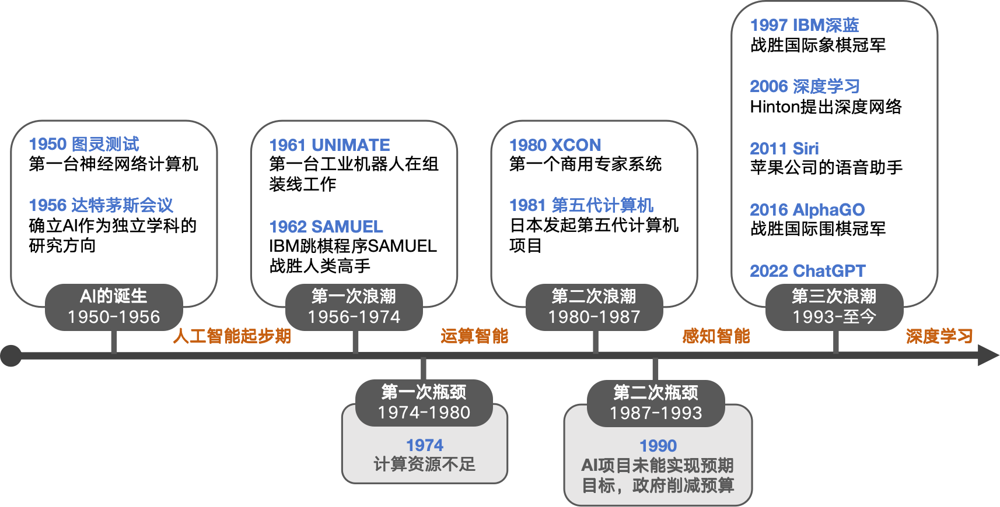 1950 图灵测试
第一台神经网络计算机
1956 达特茅斯会议
确立AI作为独立学科的
研究方向
AI的诞生
1950-1956
人工智能起步期
1961 UNIMATE
第一台工业机器人在组
装线工作
1962 SAMUEL
IBM跳棋程序SAMUEL
战胜人类高手
第一次浪潮
1956-1974
运算智能
1980 XCON
第一个商用专家系统
1981 第五代计算机
日本发起第五代计算机
项目
第二次浪潮
1980-1987
感知智能
1997 IBM深蓝
战胜国际象棋冠军
2006 深度学习
Hinton提出深度网络
2011 Siri
苹果公司的语音助手
2016 AlphaGO
战胜国际围棋冠军
2022 ChatGPT
第三次浪潮
1993-至今
深度学习
第一次瓶颈
1974-1980
1974
计算资源不足
第二次瓶颈
1987-1993
1990
AI项目未能实现预期
目标，政府削减预算